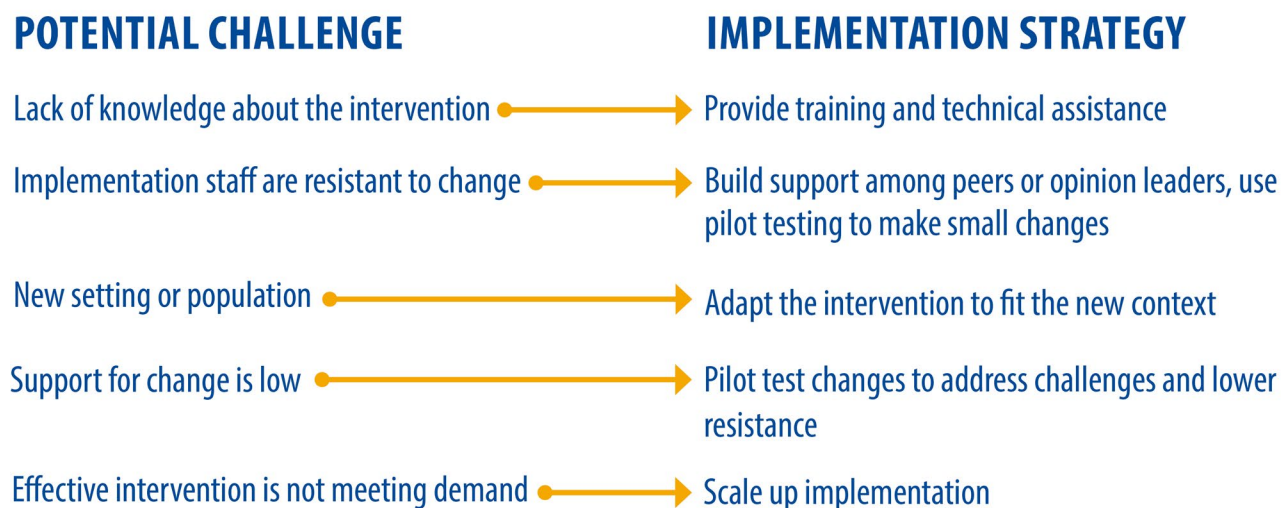 POTENTIAL CHALLENGE
IMPLEMENTATION STRATEGY
Lack of knowledge about the intervention
Provide training and technical assistance
Implementation staff are resistant to change
Build support among peers or opinion leaders, use
pilot testing to make small changes
New setting or population
Adapt the intervention to fit the new context
Support for change is low
Pilot test changes to address challenges and lower
resistance
Effective intervention is not meeting demand
Scale up implementation